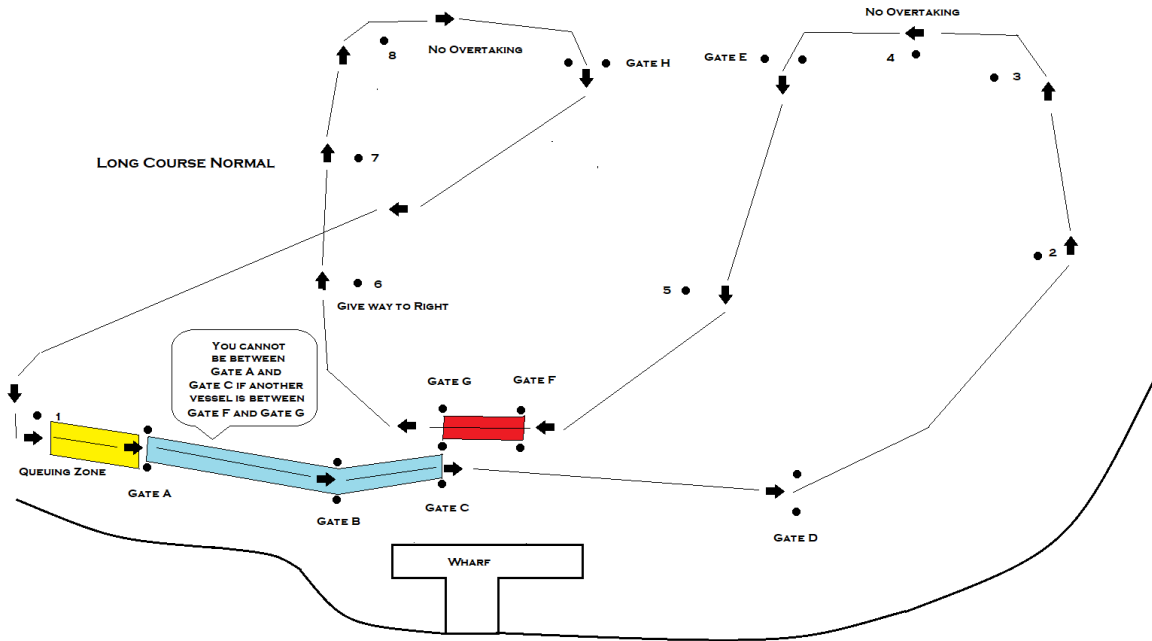 No Overtaking
8
No Overtaking
Gate H
Gate E
4
3
7
Long Course Normal
2
6
5
Give way to Right
You cannot
be between
Gate A and
Gate C if another
vessel is between
Gate F and Gate G
Gate G
Gate F
1
Queuing Zone
Gate A
Gate B
Gate C
Gate D
Wharf